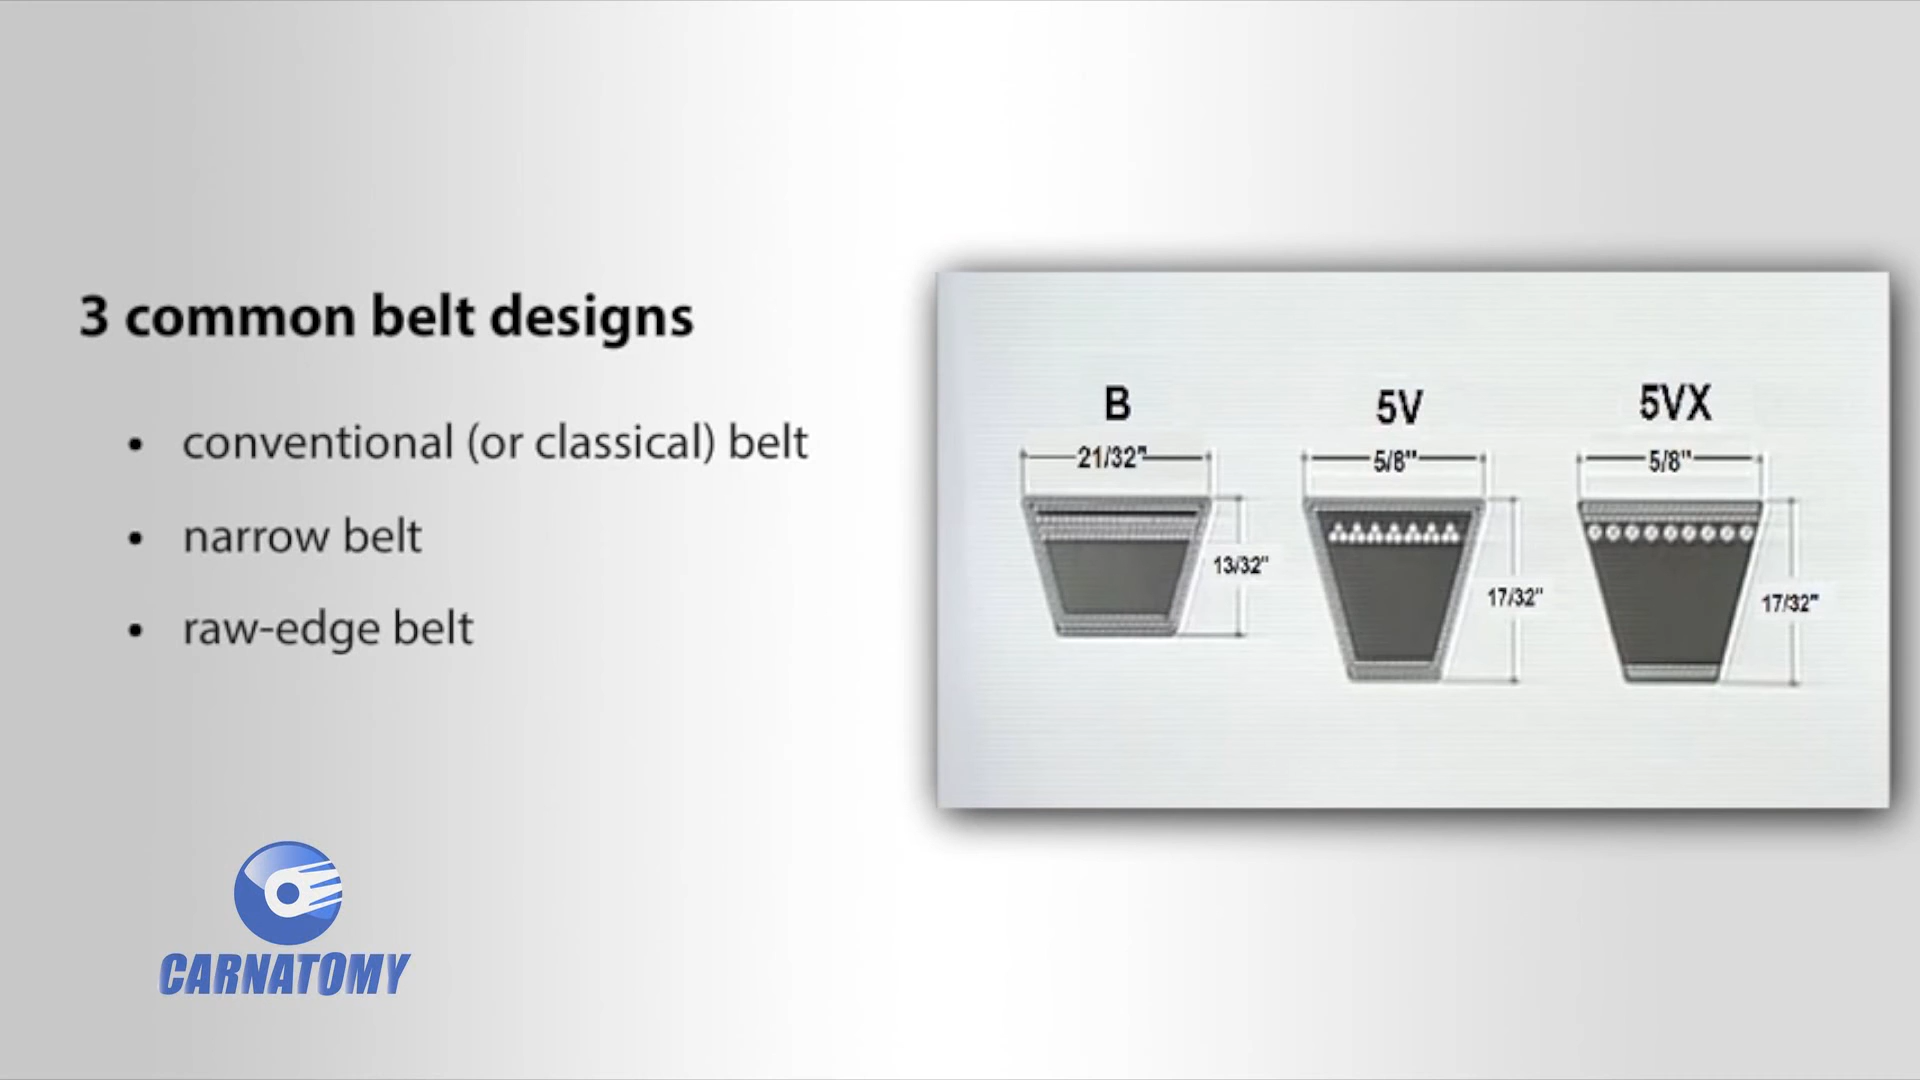 3 common belt designs
• conventional (or classical) belt
• narrow belt
• raw-edge belt
B
21/32"
13/32"
5V
5/8"
17/32"
5VX
5/8"
17/32"
CARNATOMY